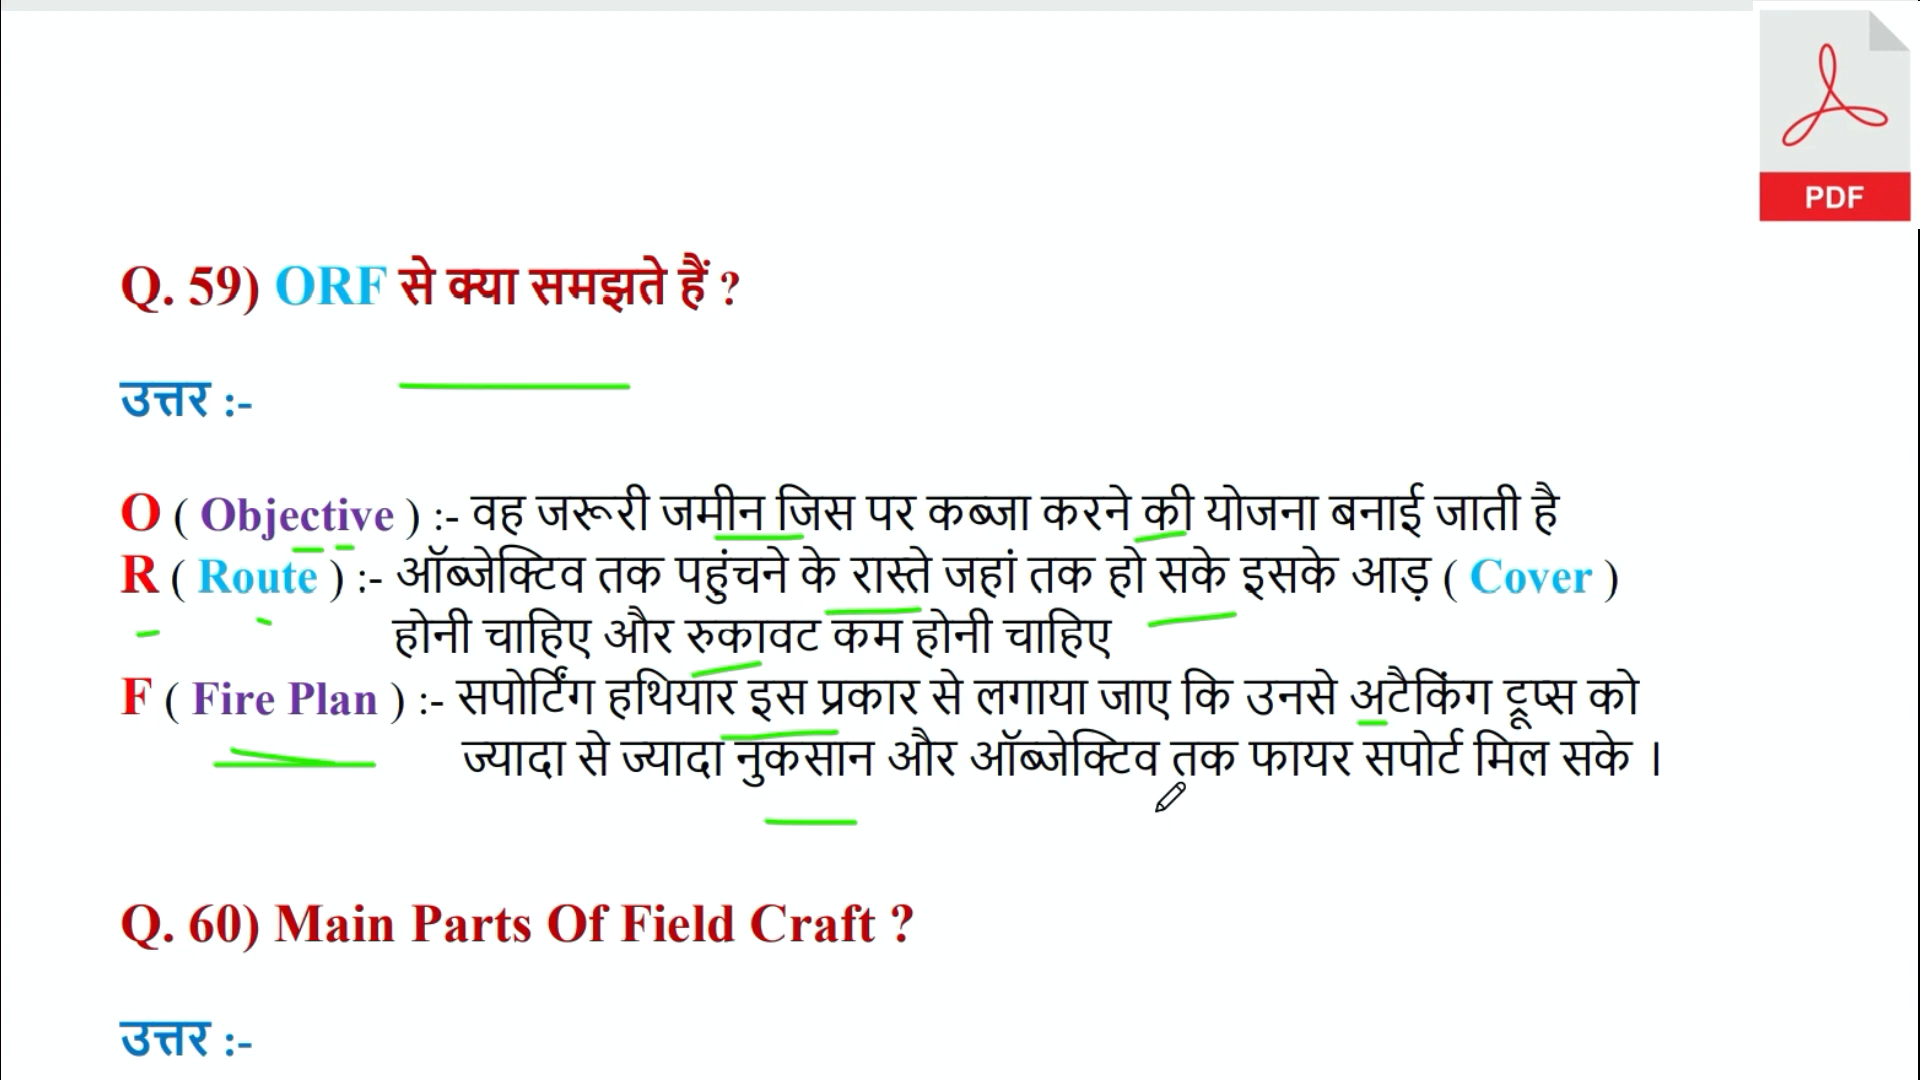 PDF
Q. 59) ORF से क्या समझते हैं ?
उत्तर :-
O ( Objective ) :- वह जरूरी जमीन जिस पर कब्जा करने की योजना बनाई जाती है
R ( Route ) :- ऑब्जेक्टिव तक पहुंचने के रास्ते जहां तक हो सके इसके आड़ ( Cover )
होनी चाहिए और रुकावट कम होनी चाहिए
F ( Fire Plan ) :- सपोर्टिंग हथियार इस प्रकार से लगाया जाए कि उनसे अटैकिंग ट्रूप्स को
ज्यादा से ज्यादा नुकसान और ऑब्जेक्टिव तक फायर सपोर्ट मिल सके ।
Q. 60) Main Parts Of Field Craft ?
उत्तर :-